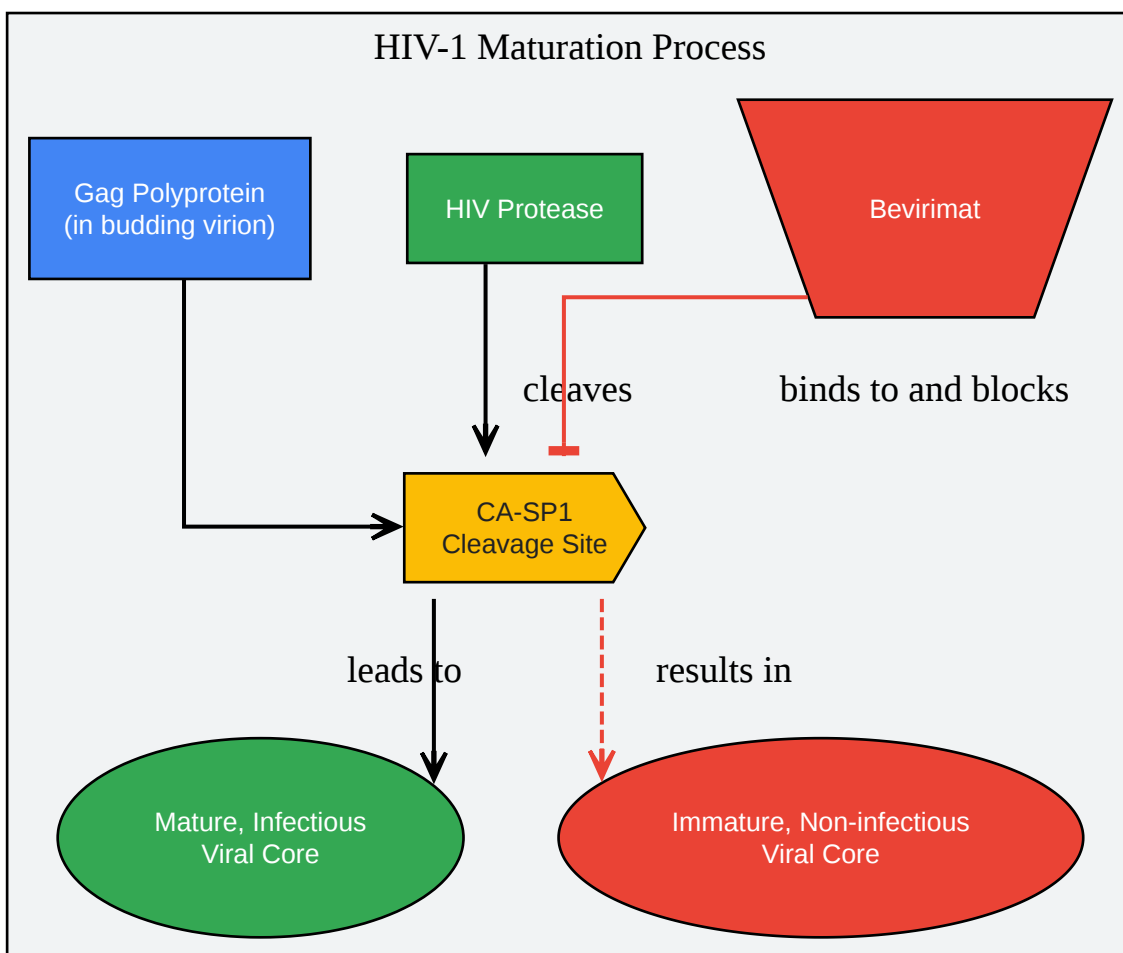 HIV-1 Maturation Process
Gag Polyprotein
(in budding virion)
HIV Protease
Bevirimat
cleaves
binds to and blocks
CA-SP1
Cleavage Site
leads to
results in
Mature, Infectious
Viral Core
Immature, Non-infectious
Viral Core